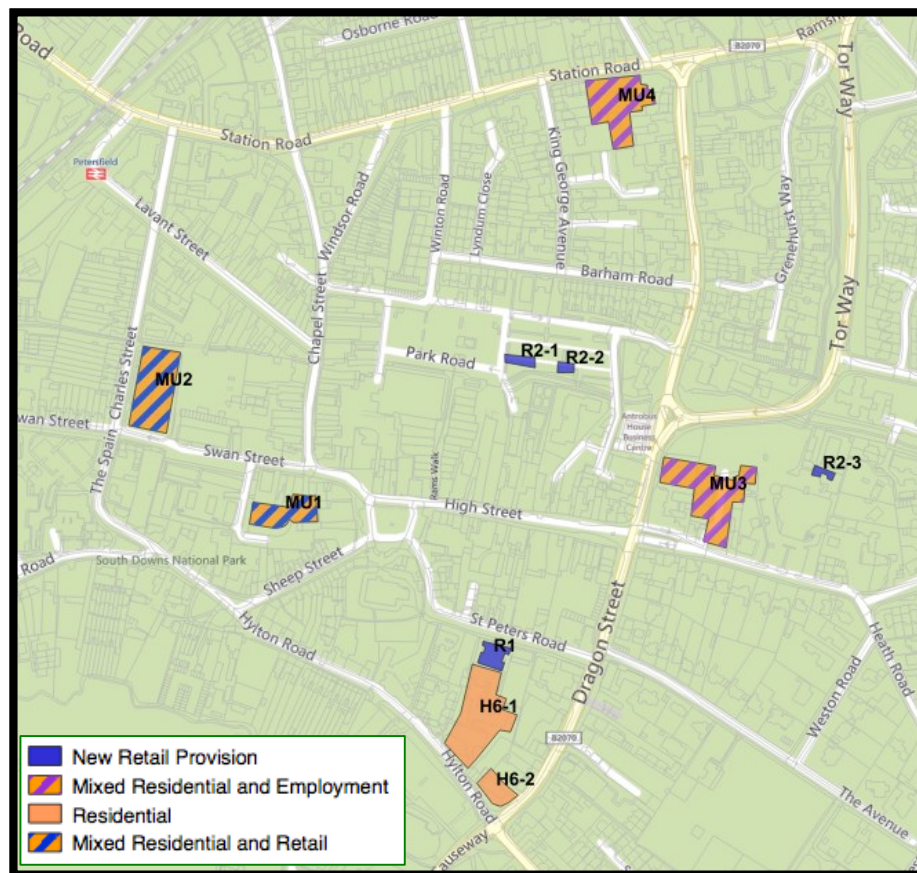 Road
Osborne Road
Ramsh
B2070
Tor Way
Station Road
MU4
Station Road
King George Avenue
Petersfield
Lavant Street
Windsor Road
Winton Road
Lyndum Close
Grenehurst Way
Barham Road
Tor Way
Chapel Street
Charles Street
Park Road
R2-1
R2-2
MU2
Antrobus
House
Business
Centre
wan Street
The Spain
Swan Street
Rams Walk
R2-3
MU3
MU1
High Street
Road
South Downs National Park
Sheep Street
Hylton Road
St Peters Road
Dragon Street
Heath Road
R1
Weston Road
H6-1
B2070
H6-2
Hylton Road
The Avenue
auseway
New Retail Provision
Mixed Residential and Employment
Residential
Mixed Residential and Retail